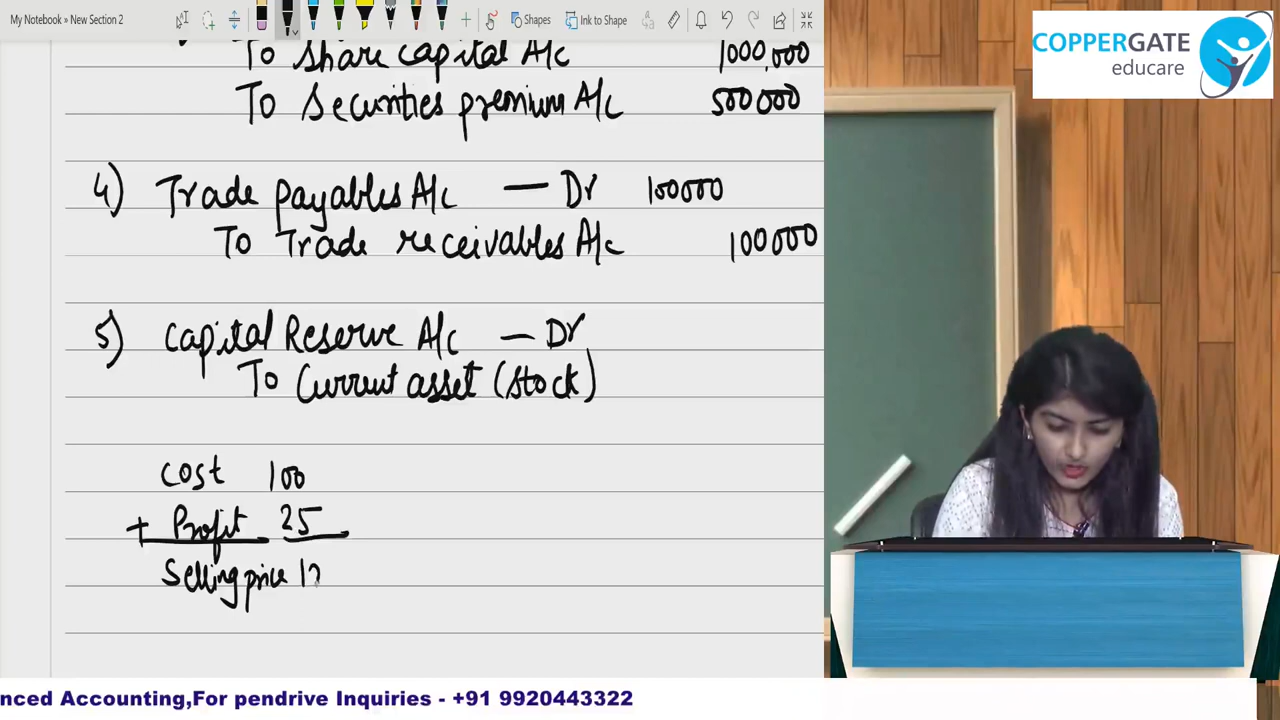 My Notebook » New Section 2
Shapes
Ink to Shape
COPPERGATE
educare
To Share capital A/c 1000,000
To Securities premium A/c 500000
4) Trade payables A/c — Dr 100000
To Trade receivables A/c 100000
5) Capital Reserve A/c — Dr
To Current asset (stock)
Cost 100
+ Profit 25
Selling price 12
nced Accounting,For pendrive Inquiries - +91 9920443322